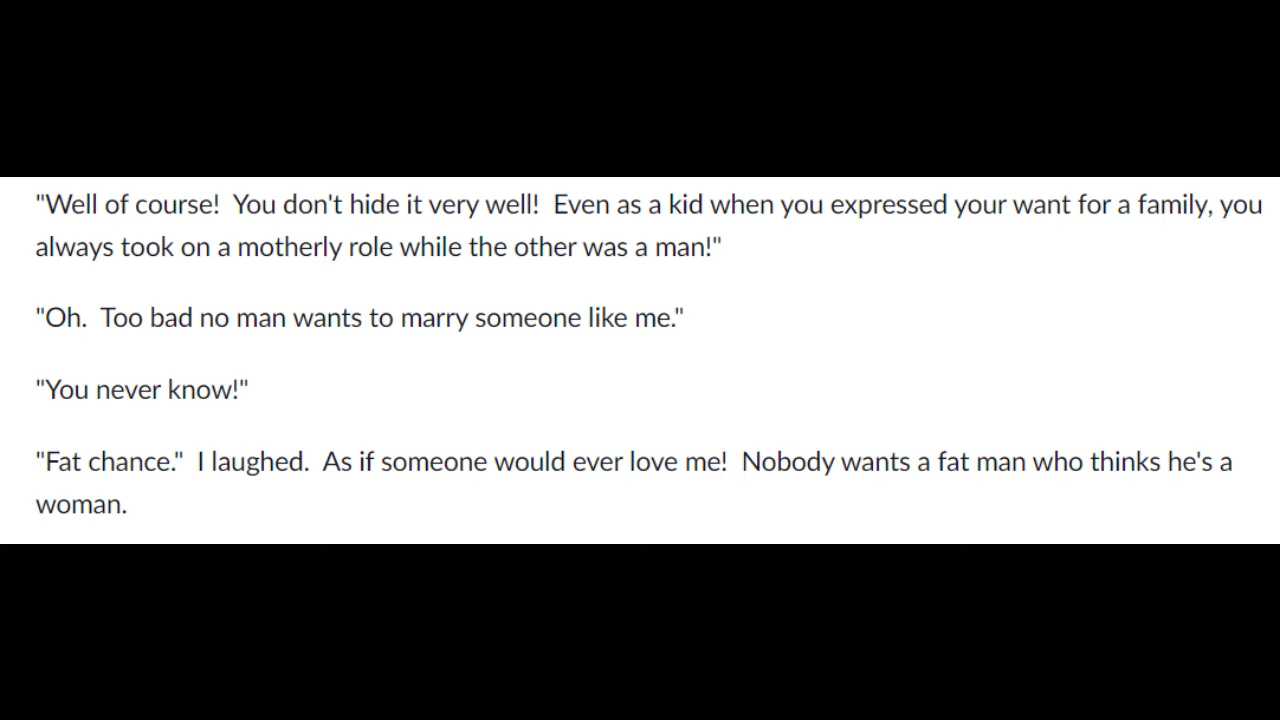 "Well of course!  You don't hide it very well!  Even as a kid when you expressed your want for a family, you
always took on a motherly role while the other was a man!"
"Oh.  Too bad no man wants to marry someone like me."
"You never know!"
"Fat chance."  I laughed.  As if someone would ever love me!  Nobody wants a fat man who thinks he's a
woman.